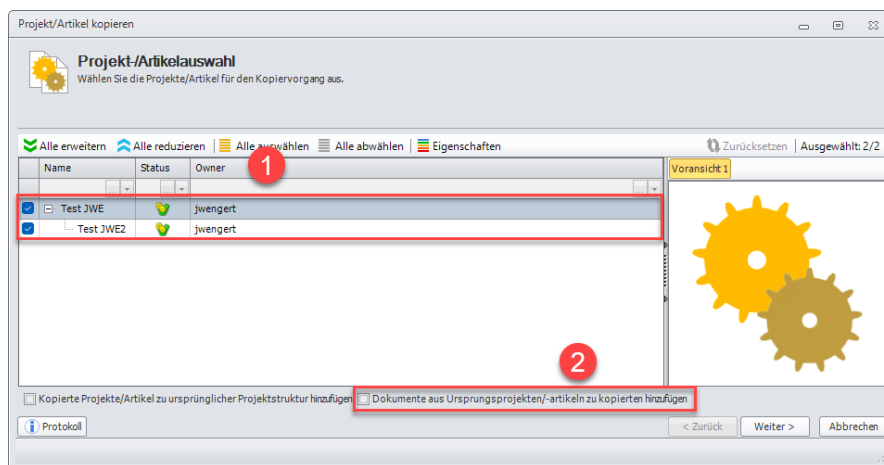 Projekt/Artikel kopieren
Projekt-/Artikelauswahl
Wählen Sie die Projekte/Artikel für den Kopiervorgang aus.
Alle erweitern Alle reduzieren Alle auswählen Alle abwählen Eigenschaften Zurücksetzen Ausgewählt: 2/2
1
Name Status Owner Voransicht 1
Test JWE jwengert
Test JWE2 jwengert
2
Kopierte Projekte/Artikel zu ursprünglicher Projektstruktur hinzufügen Dokumente aus Ursprungsprojekten/-artikeln zu kopierten hinzufügen
Protokoll < Zurück Weiter > Abbrechen